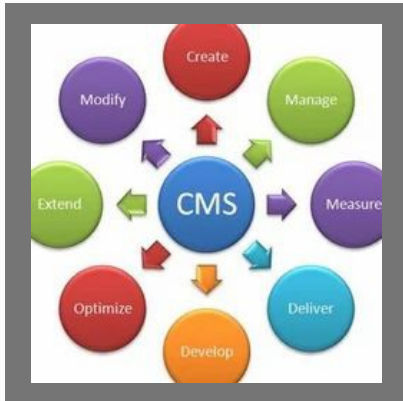 Create
Modify
Manage
Extend
CMS
Measure
Optimize
Deliver
Develop